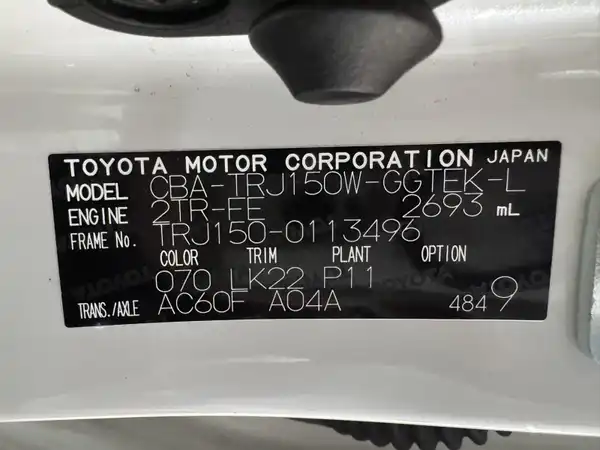 TOYOTA MOTOR CORPORATION JAPAN
MODEL CBA-TRJ150W-GGTEK-L
ENGINE 2TR-FE 2693 mL
FRAME No. TRJ150-0113496
COLOR TRIM PLANT OPTION
070 LK22 P11
TRANS./AXLE AC60F A04A 4849